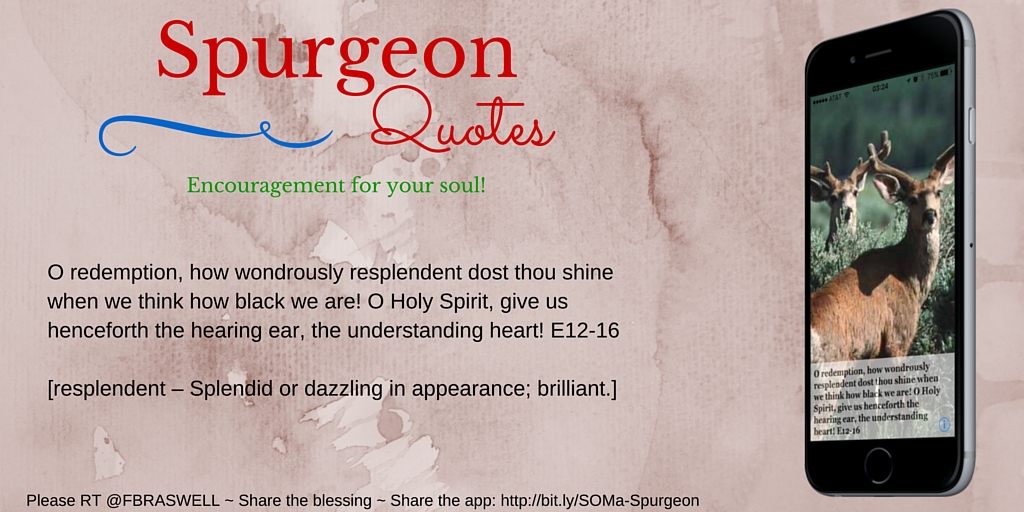 Spurgeon
Quotes
Encouragement for your soul!
O redemption, how wondrously resplendent dost thou shine
when we think how black we are! O Holy Spirit, give us
henceforth the hearing ear, the understanding heart! E12-16
[resplendent – Splendid or dazzling in appearance; brilliant.]
Please RT @FBRASWELL ~ Share the blessing ~ Share the app: http://bit.ly/SOMa-Spurgeon
AT&T 03:24 75%
O redemption, how wondrously
resplendent dost thou shine when
we think how black we are! O Holy
Spirit, give us henceforth the
hearing ear, the understanding
heart! E12-16